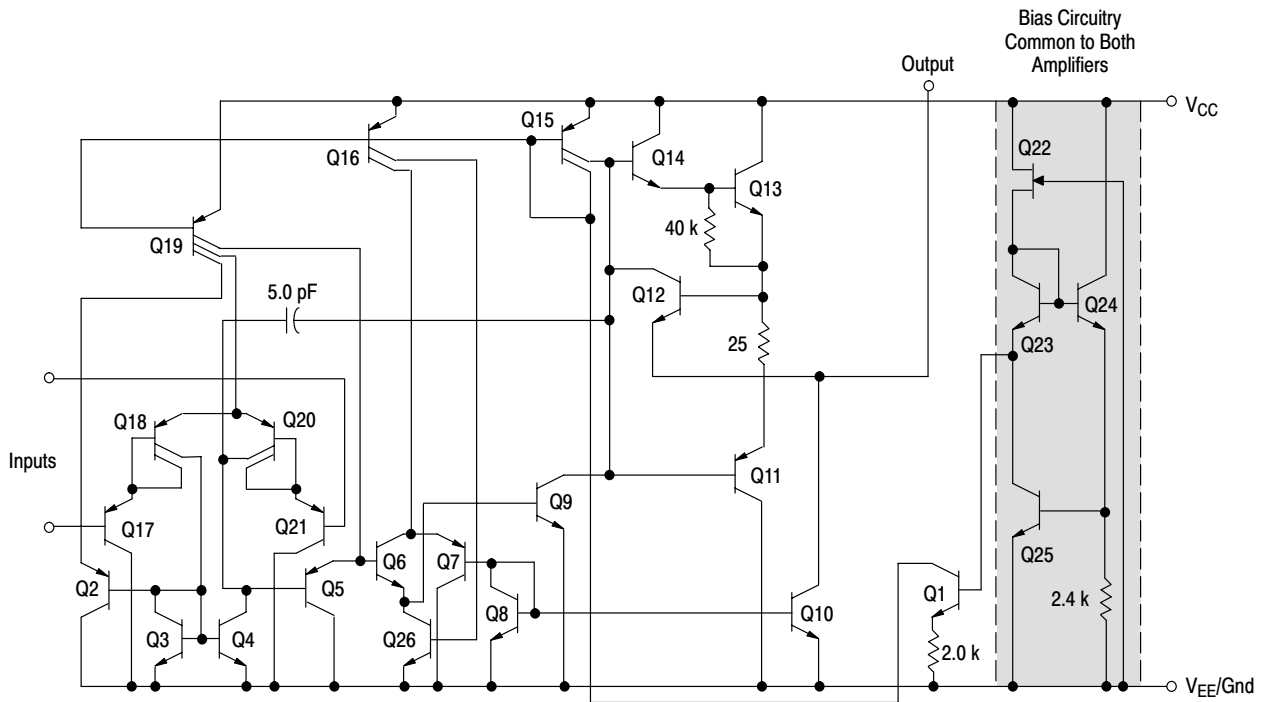 Bias Circuitry
Common to Both
Amplifiers
Output
VCC
Q15
Q16
Q14
Q22
Q13
Q19
40 k
5.0 pF
Q12
Q24
25
Q23
Q18
Q20
Inputs
Q11
Q9
Q17
Q21
Q25
Q6
Q7
Q2
Q5
Q1
2.4 k
Q8
Q10
Q3
Q4
Q26
2.0 k
VEE/Gnd